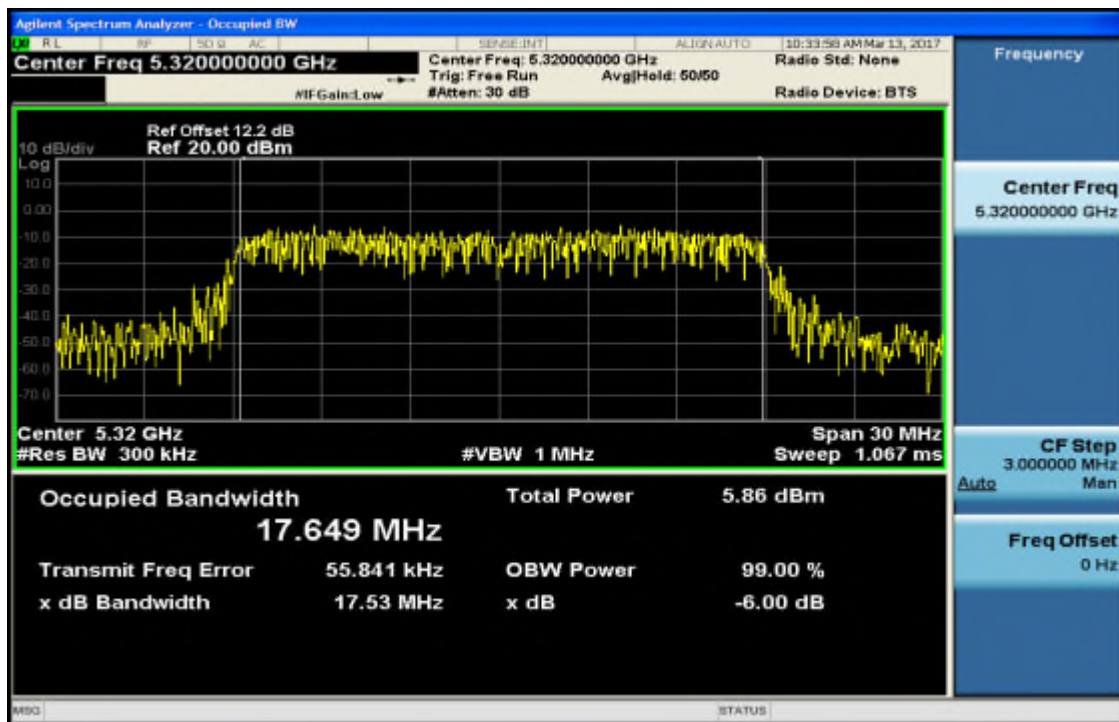 Agilent Spectrum Analyzer - Occupied BW
LXI RL RF 50 Ω AC SENSE:INT ALIGN AUTO 10:33:58 AM Mar 13, 2017
Center Freq 5.320000000 GHz
Center Freq: 5.320000000 GHz
Radio Std: None
Trig: Free Run
Avg|Hold: 50/50
#IFGain:Low
#Atten: 30 dB
Radio Device: BTS
Ref Offset 12.2 dB
10 dB/div
Ref 20.00 dBm
Log
10.0
0.00
-10.0
-20.0
-30.0
-40.0
-50.0
-60.0
-70.0
Center 5.32 GHz
Span 30 MHz
#Res BW 300 kHz
#VBW 1 MHz
Sweep 1.067 ms
Occupied Bandwidth
Total Power
5.86 dBm
17.649 MHz
Transmit Freq Error
55.841 kHz
OBW Power
99.00 %
x dB Bandwidth
17.53 MHz
x dB
-6.00 dB
MSG
STATUS
Frequency
Center Freq
5.320000000 GHz
CF Step
3.000000 MHz
Auto Man
Freq Offset
0 Hz